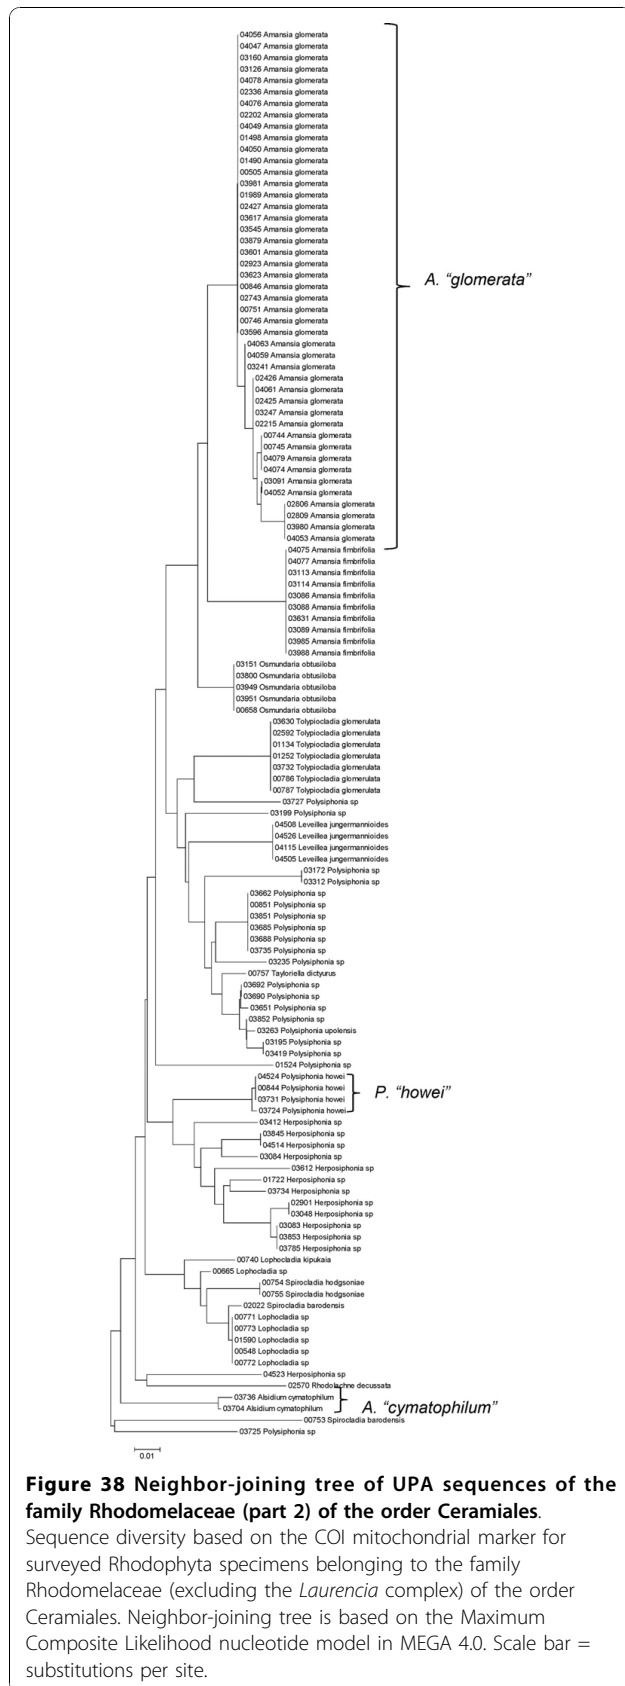 04056 Amansia glomerata
04047 Amansia glomerata
03160 Amansia glomerata
03126 Amansia glomerata
04078 Amansia glomerata
02336 Amansia glomerata
04076 Amansia glomerata
02202 Amansia glomerata
04049 Amansia glomerata
01498 Amansia glomerata
04050 Amansia glomerata
01490 Amansia glomerata
00505 Amansia glomerata
03981 Amansia glomerata
01989 Amansia glomerata
02427 Amansia glomerata
03617 Amansia glomerata
03545 Amansia glomerata
03879 Amansia glomerata
03601 Amansia glomerata
02923 Amansia glomerata
03623 Amansia glomerata
A. “glomerata”
00846 Amansia glomerata
02743 Amansia glomerata
00751 Amansia glomerata
00746 Amansia glomerata
03596 Amansia glomerata
04063 Amansia glomerata
04059 Amansia glomerata
03241 Amansia glomerata
02426 Amansia glomerata
04061 Amansia glomerata
02425 Amansia glomerata
03247 Amansia glomerata
02215 Amansia glomerata
00744 Amansia glomerata
00745 Amansia glomerata
04079 Amansia glomerata
04074 Amansia glomerata
03091 Amansia glomerata
04052 Amansia glomerata
02806 Amansia glomerata
02809 Amansia glomerata
03980 Amansia glomerata
04053 Amansia glomerata
04075 Amansia fimbrifolia
04077 Amansia fimbrifolia
03113 Amansia fimbrifolia
03114 Amansia fimbrifolia
03086 Amansia fimbrifolia
03088 Amansia fimbrifolia
03631 Amansia fimbrifolia
03089 Amansia fimbrifolia
03985 Amansia fimbrifolia
03988 Amansia fimbrifolia
03151 Osmundaria obtusiloba
03800 Osmundaria obtusiloba
03949 Osmundaria obtusiloba
03951 Osmundaria obtusiloba
00658 Osmundaria obtusiloba
03630 Tolypiocladia glomerulata
02592 Tolypiocladia glomerulata
01134 Tolypiocladia glomerulata
01252 Tolypiocladia glomerulata
03732 Tolypiocladia glomerulata
00786 Tolypiocladia glomerulata
00787 Tolypiocladia glomerulata
03727 Polysiphonia sp
03199 Polysiphonia sp
04508 Leveillea jungermannioides
04526 Leveillea jungermannioides
04115 Leveillea jungermannioides
04505 Leveillea jungermannioides
03172 Polysiphonia sp
03312 Polysiphonia sp
03662 Polysiphonia sp
00851 Polysiphonia sp
03851 Polysiphonia sp
03685 Polysiphonia sp
03688 Polysiphonia sp
03735 Polysiphonia sp
03235 Polysiphonia sp
00757 Tayloriella dictyurus
03692 Polysiphonia sp
03690 Polysiphonia sp
03651 Polysiphonia sp
03852 Polysiphonia sp
03263 Polysiphonia upolensis
03195 Polysiphonia sp
03419 Polysiphonia sp
01524 Polysiphonia sp
04524 Polysiphonia howei
00844 Polysiphonia howei
P. “howei”
03731 Polysiphonia howei
03724 Polysiphonia howei
03412 Herposiphonia sp
03845 Herposiphonia sp
04514 Herposiphonia sp
03084 Herposiphonia sp
03612 Herposiphonia sp
01722 Herposiphonia sp
03734 Herposiphonia sp
02901 Herposiphonia sp
03048 Herposiphonia sp
03083 Herposiphonia sp
03853 Herposiphonia sp
03785 Herposiphonia sp
00740 Lophocladia kipukaia
00665 Lophocladia sp
00754 Spirocladia hodgsoniae
00755 Spirocladia hodgsoniae
02022 Spirocladia barodensis
00771 Lophocladia sp
00773 Lophocladia sp
01590 Lophocladia sp
00548 Lophocladia sp
00772 Lophocladia sp
04523 Herposiphonia sp
02570 Rhodolachne decussata
03736 Alsidium cymatophilum
03704 Alsidium cymatophilum
A. “cymatophilum”
00753 Spirocladia barodensis
03725 Polysiphonia sp
0.01
Figure 38 Neighbor-joining tree of UPA sequences of the
family Rhodomelaceae (part 2) of the order Ceramiales.
Sequence diversity based on the COI mitochondrial marker for
surveyed Rhodophyta specimens belonging to the family
Rhodomelaceae (excluding the Laurencia complex) of the order
Ceramiales. Neighbor-joining tree is based on the Maximum
Composite Likelihood nucleotide model in MEGA 4.0. Scale bar =
substitutions per site.